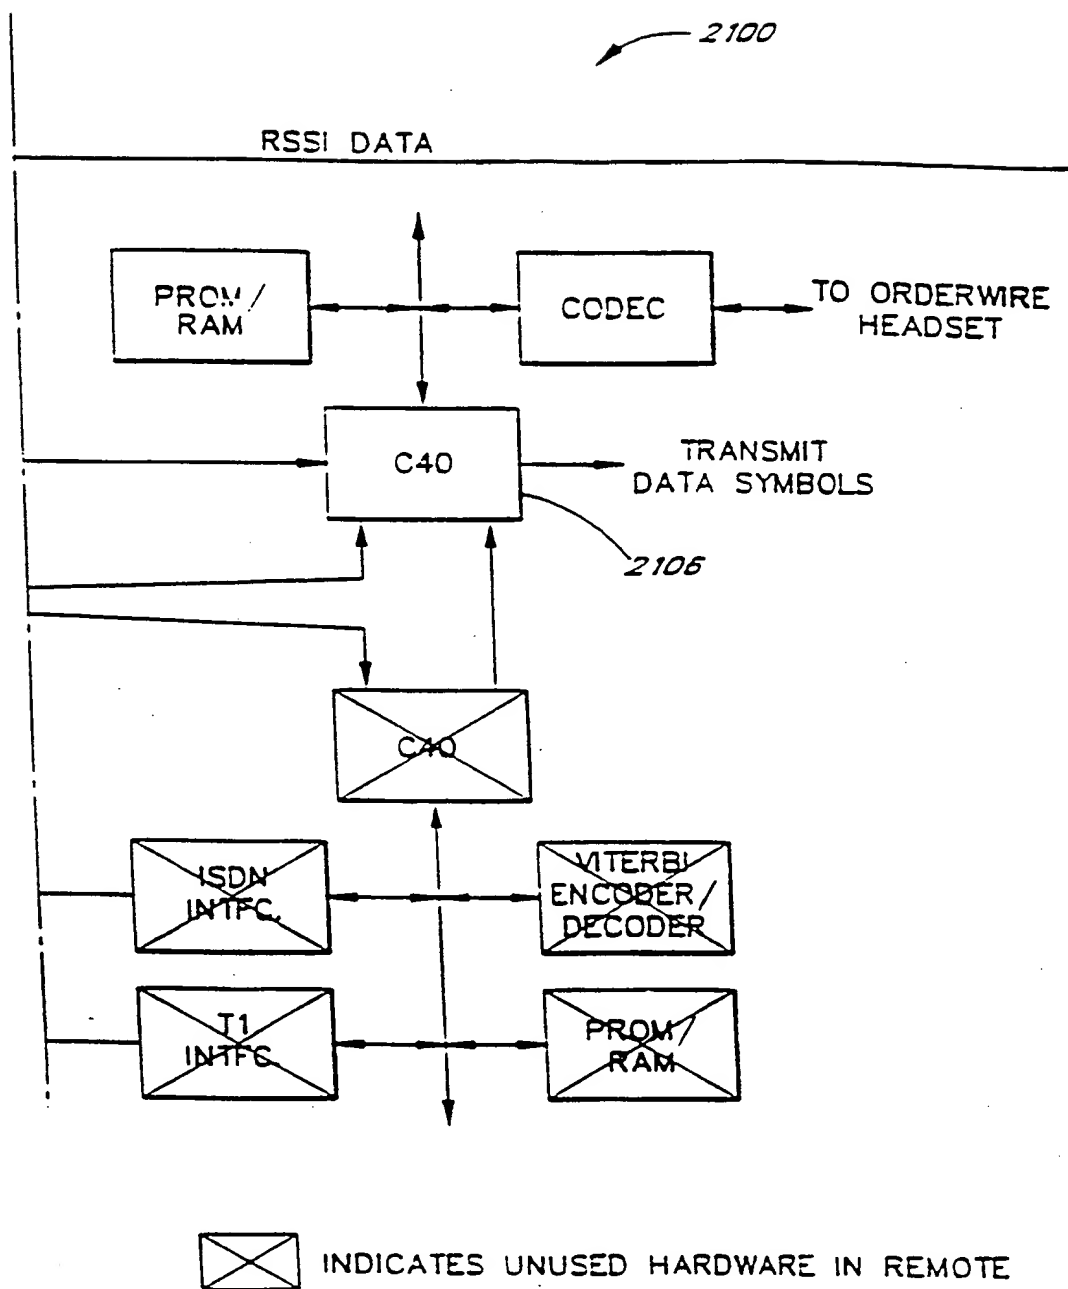 2100
RSSI DATA
PROM/
RAM
CODEC
TO ORDERWIRE
HEADSET
C40
TRANSMIT
DATA SYMBOLS
2106
C40
ISDN
INTFC.
VITERBI
ENCODER/
DECODER
T1
INTFC.
PROM/
RAM
INDICATES UNUSED HARDWARE IN REMOTE